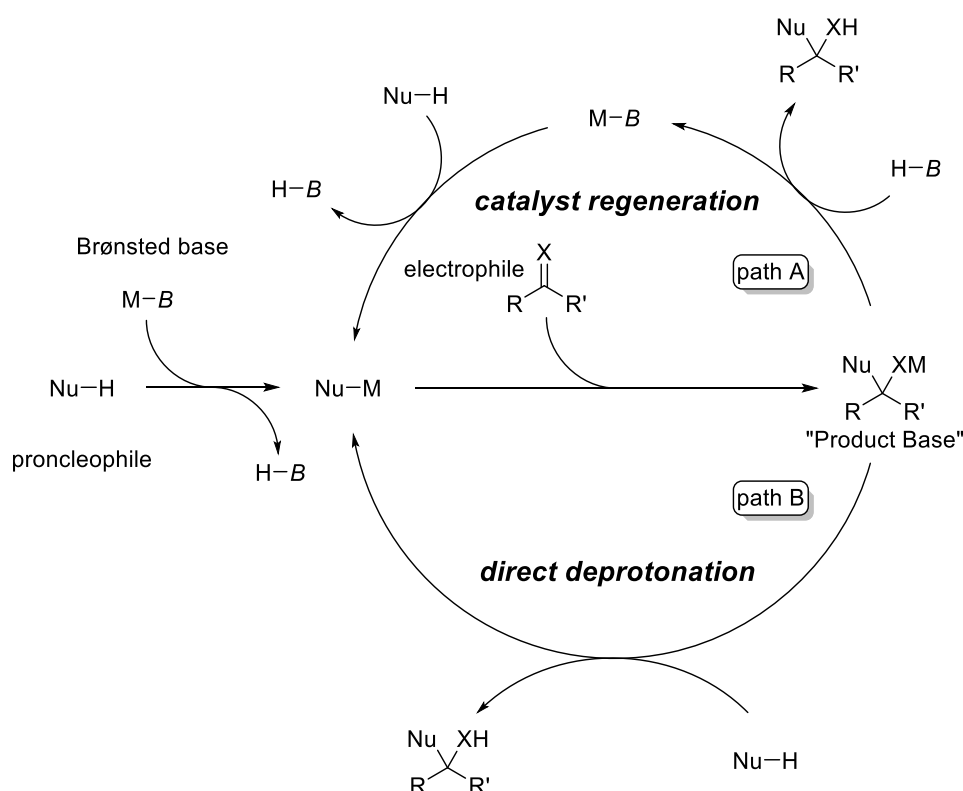 Nu XH
R R'
Nu–H
M–B
H–B
H–B
catalyst regeneration
Brønsted base
electrophile
X
path A
R R'
M–B
Nu–H
Nu–M
Nu XM
R R'
"Product Base"
proncleophile
H–B
path B
direct deprotonation
Nu XH
R R'
Nu–H